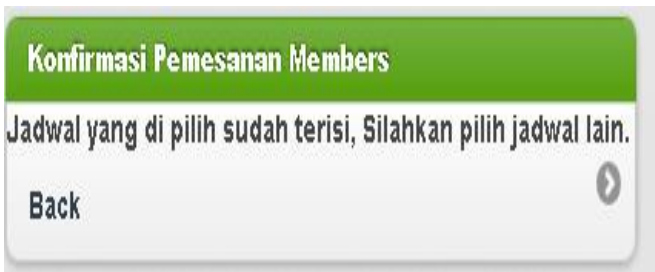 Konfirmasi Pemesanan Members
Jadwal yang di pilih sudah terisi, Silahkan pilih jadwal lain.
Back